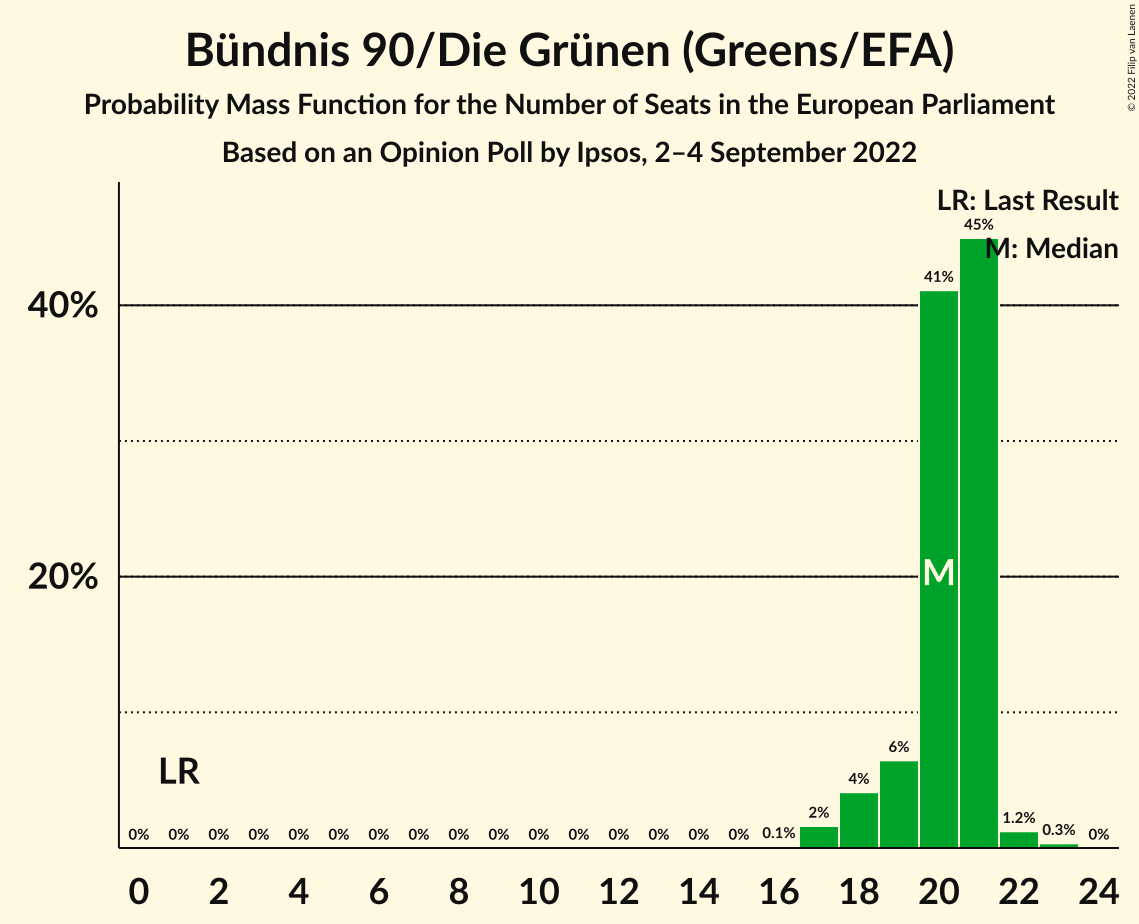 Bündnis 90/Die Grünen (Greens/EFA)
Probability Mass Function for the Number of Seats in the European Parliament
Based on an Opinion Poll by Ipsos, 2–4 September 2022
© 2022 Filip van Laenen
LR: Last Result
M: Median
45%
41%
40%
20%
M
LR
6%
4%
2%
0% 0% 0% 0% 0% 0% 0% 0% 0% 0% 0% 0% 0% 0% 0% 0% 0.1% 1.2% 0.3% 0%
0 2 4 6 8 10 12 14 16 18 20 22 24